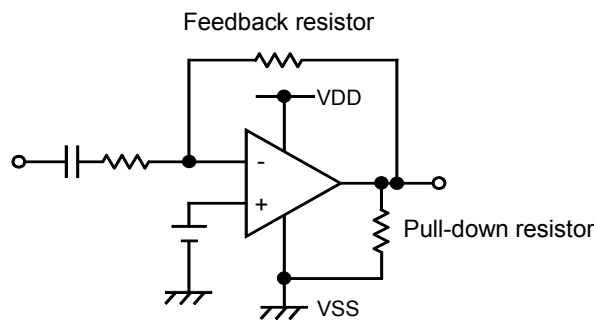 Feedback resistor
VDD
-
+
Pull-down resistor
VSS